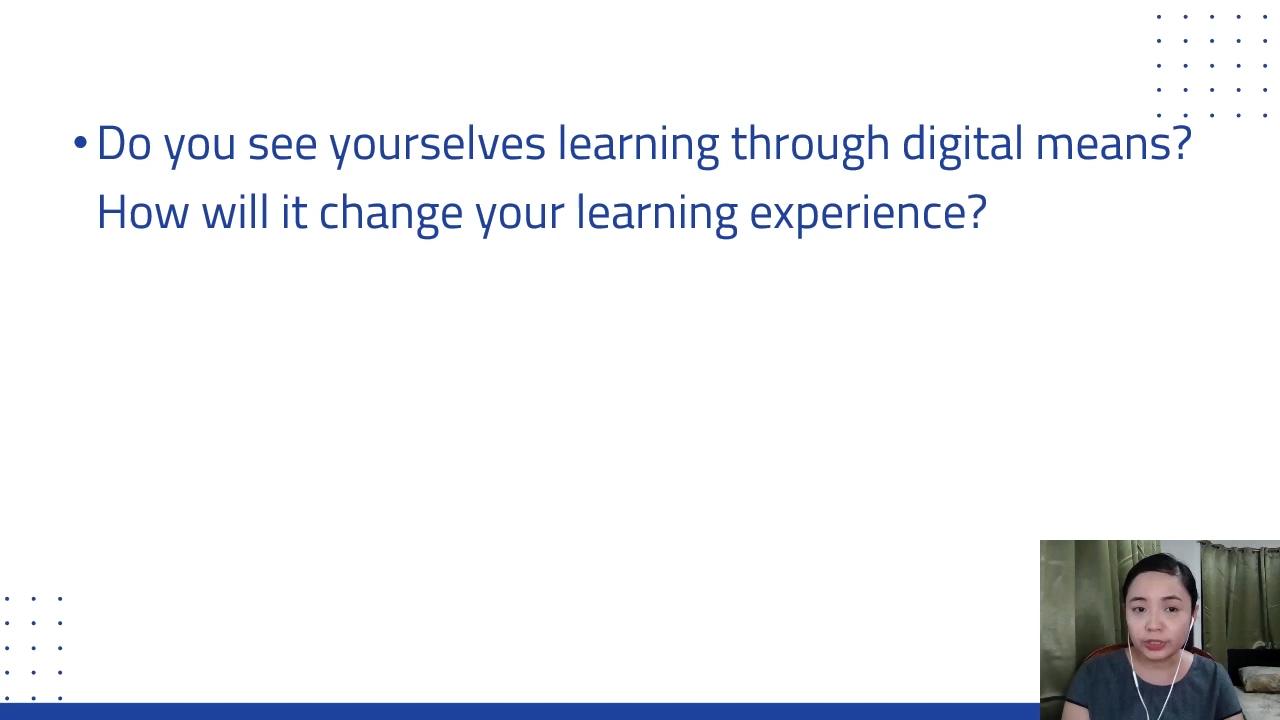 • Do you see yourselves learning through digital means?
How will it change your learning experience?